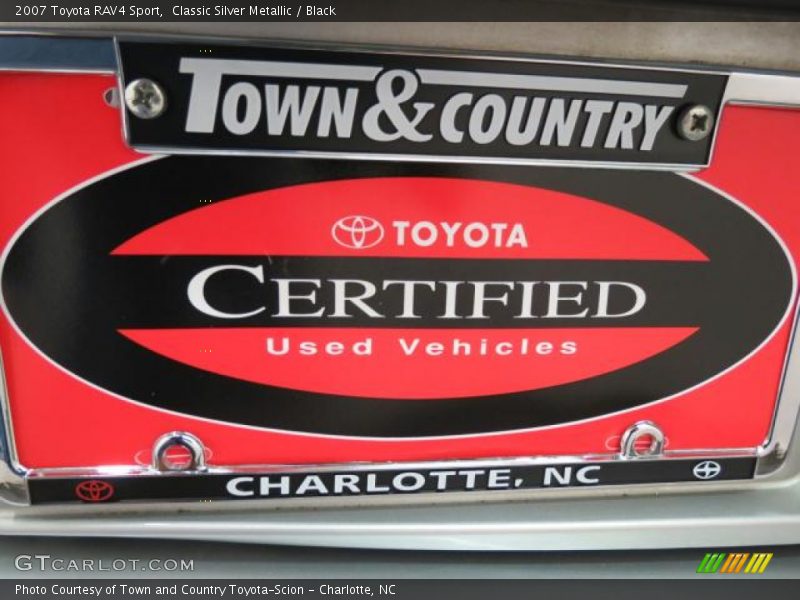 2007 Toyota RAV4 Sport,  Classic Silver Metallic / Black
TOWN & COUNTRY
TOYOTA
CERTIFIED
Used Vehicles
CHARLOTTE, NC
GTCARLOT.COM
Photo Courtesy of Town and Country Toyota-Scion - Charlotte, NC